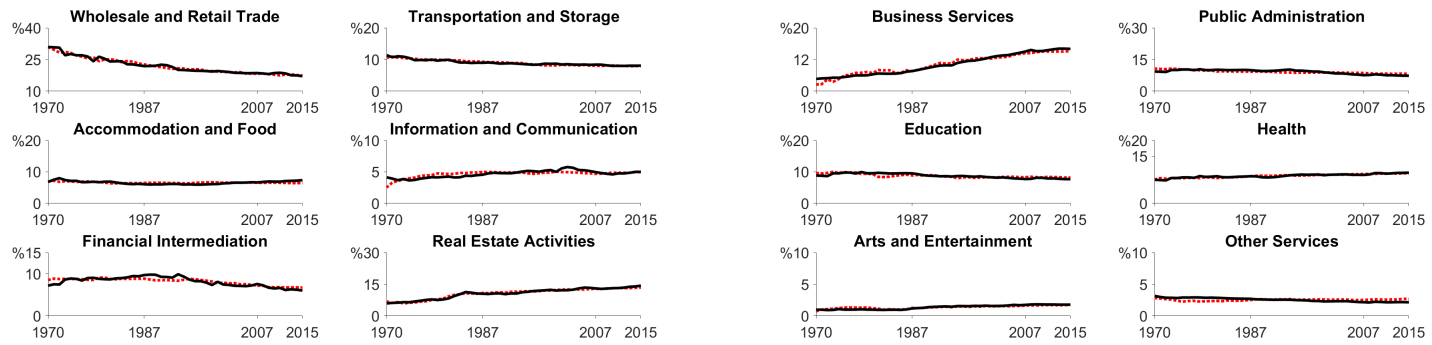 Wholesale and Retail Trade
%40
25
10
1970 1987 2007 2015
Transportation and Storage
%20
10
0
1970 1987 2007 2015
Business Services
%20
12
0
1970 1987 2007 2015
Public Administration
%30
15
0
1970 1987 2007 2015
Accommodation and Food
%20
10
0
1970 1987 2007 2015
Information and Communication
%10
5
0
1970 1987 2007 2015
Education
%20
10
0
1970 1987 2007 2015
Health
%20
15
0
1970 1987 2007 2015
Financial Intermediation
%15
10
0
1970 1987 2007 2015
Real Estate Activities
%30
15
0
1970 1987 2007 2015
Arts and Entertainment
%10
5
0
1970 1987 2007 2015
Other Services
%10
5
0
1970 1987 2007 2015